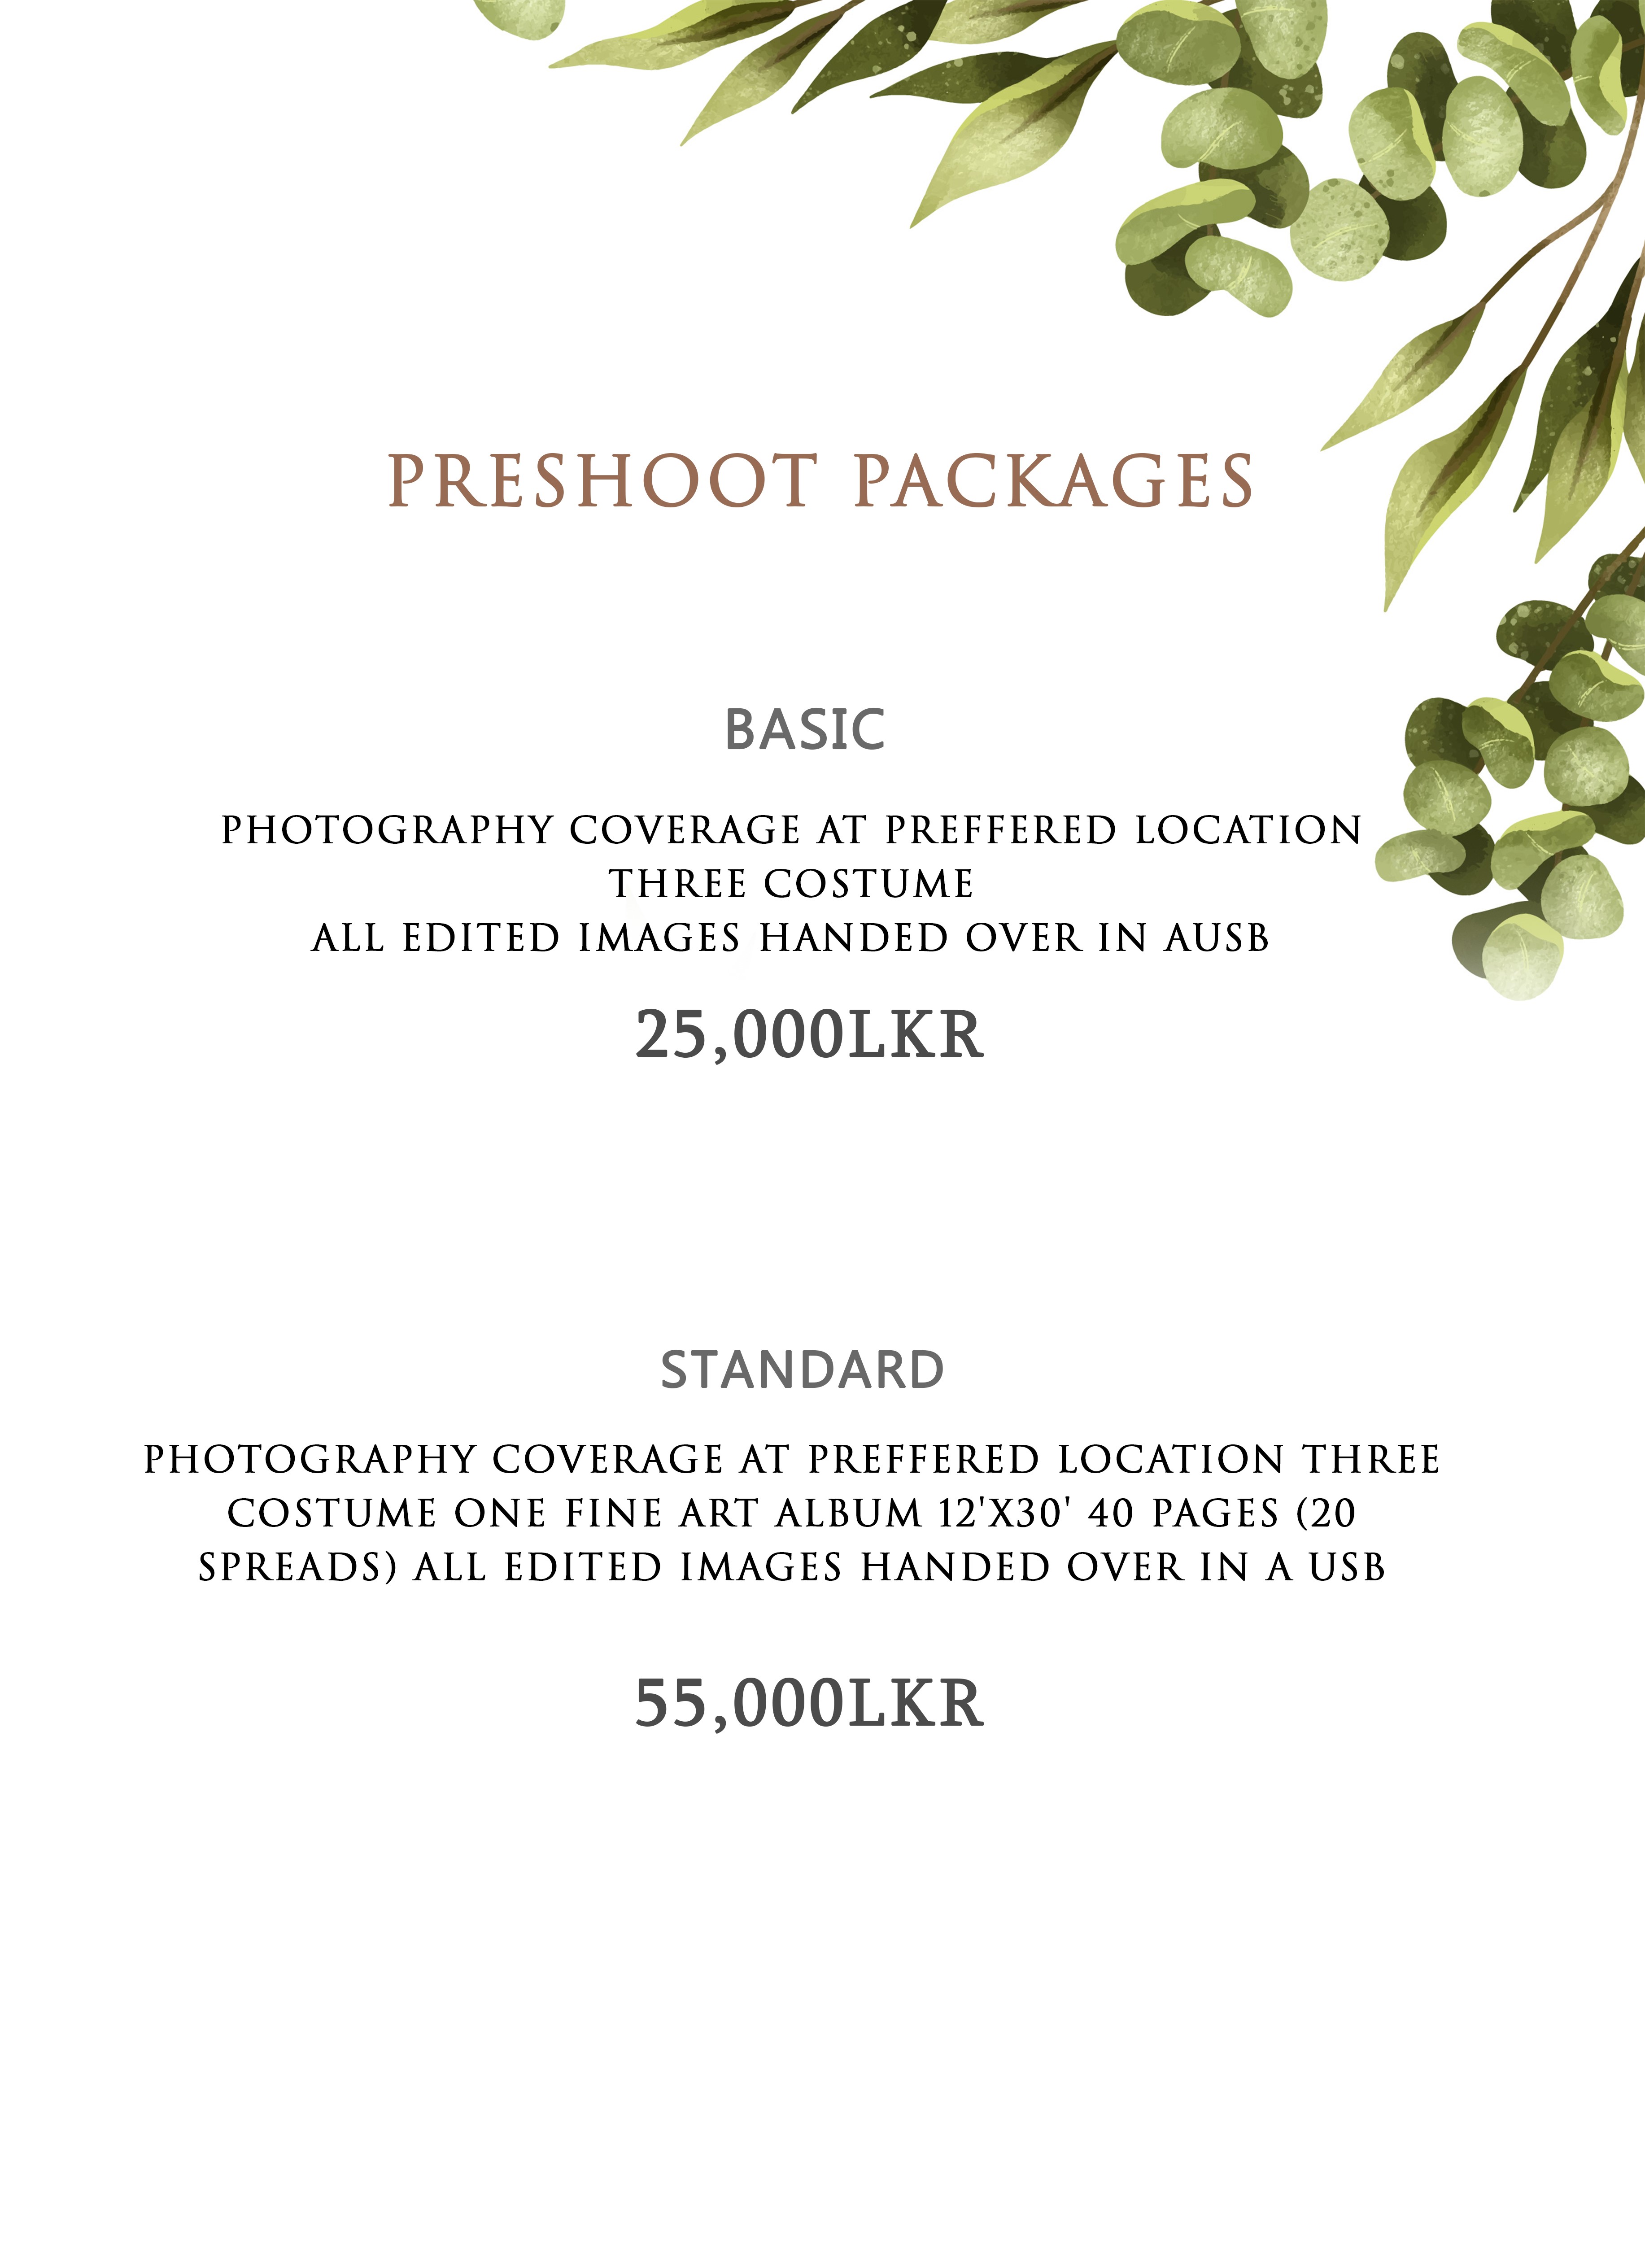 PRESHOOT PACKAGES
BASIC
PHOTOGRAPHY COVERAGE AT PREFFERED LOCATION
THREE COSTUME
ALL EDITED IMAGES HANDED OVER IN AUSB
25,000LKR
STANDARD
PHOTOGRAPHY COVERAGE AT PREFFERED LOCATION THREE
COSTUME ONE FINE ART ALBUM 12'X30' 40 PAGES (20
SPREADS) ALL EDITED IMAGES HANDED OVER IN A USB
55,000LKR